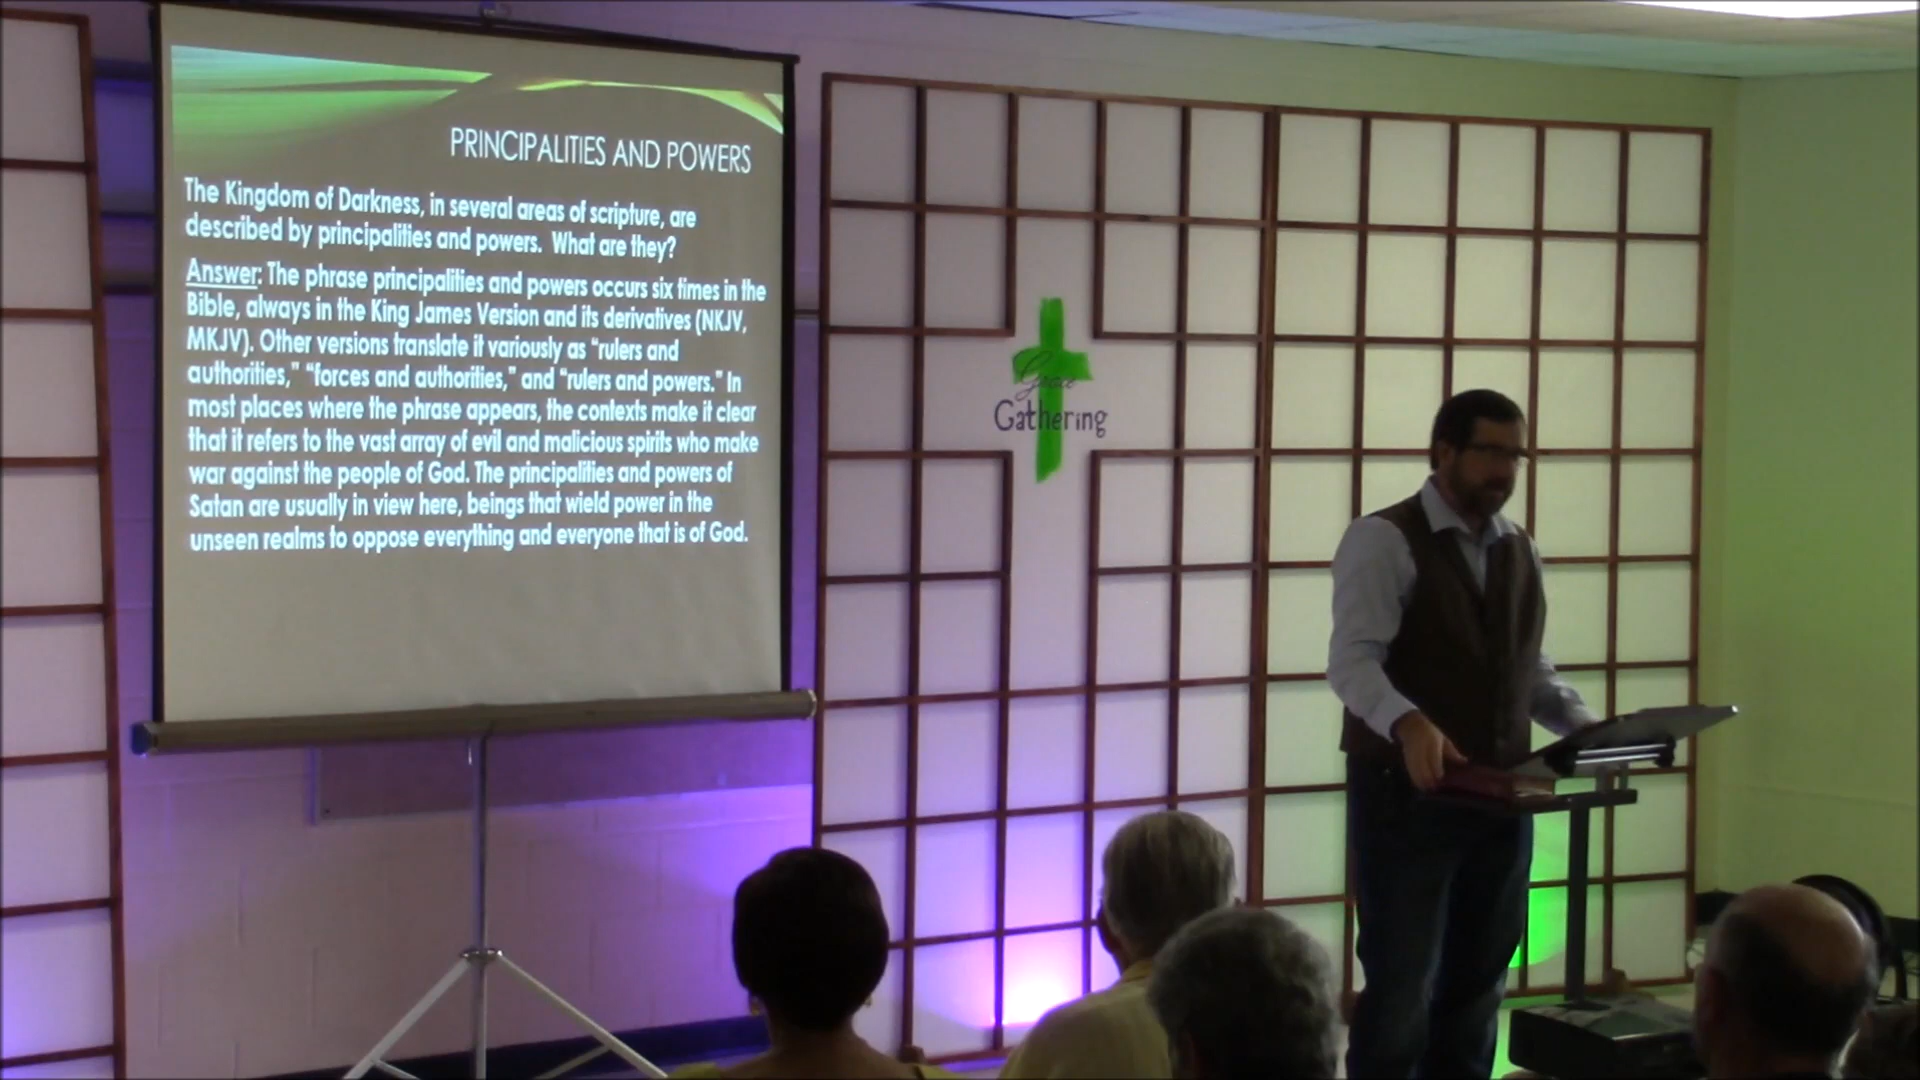 PRINCIPALITIES AND POWERS
The Kingdom of Darkness, in several areas of scripture, are
described by principalities and powers. What are they?
Answer: The phrase principalities and powers occurs six times in the
Bible, always in the King James Version and its derivatives (NKJV,
MKJV). Other versions translate it variously as “rulers and
authorities,” “forces and authorities,” and “rulers and powers.” In
most places where the phrase appears, the contexts make it clear
that it refers to the vast array of evil and malicious spirits who make
war against the people of God. The principalities and powers of
Satan are usually in view here, beings that wield power in the
unseen realms to oppose everything and everyone that is of God.
Grace
Gathering